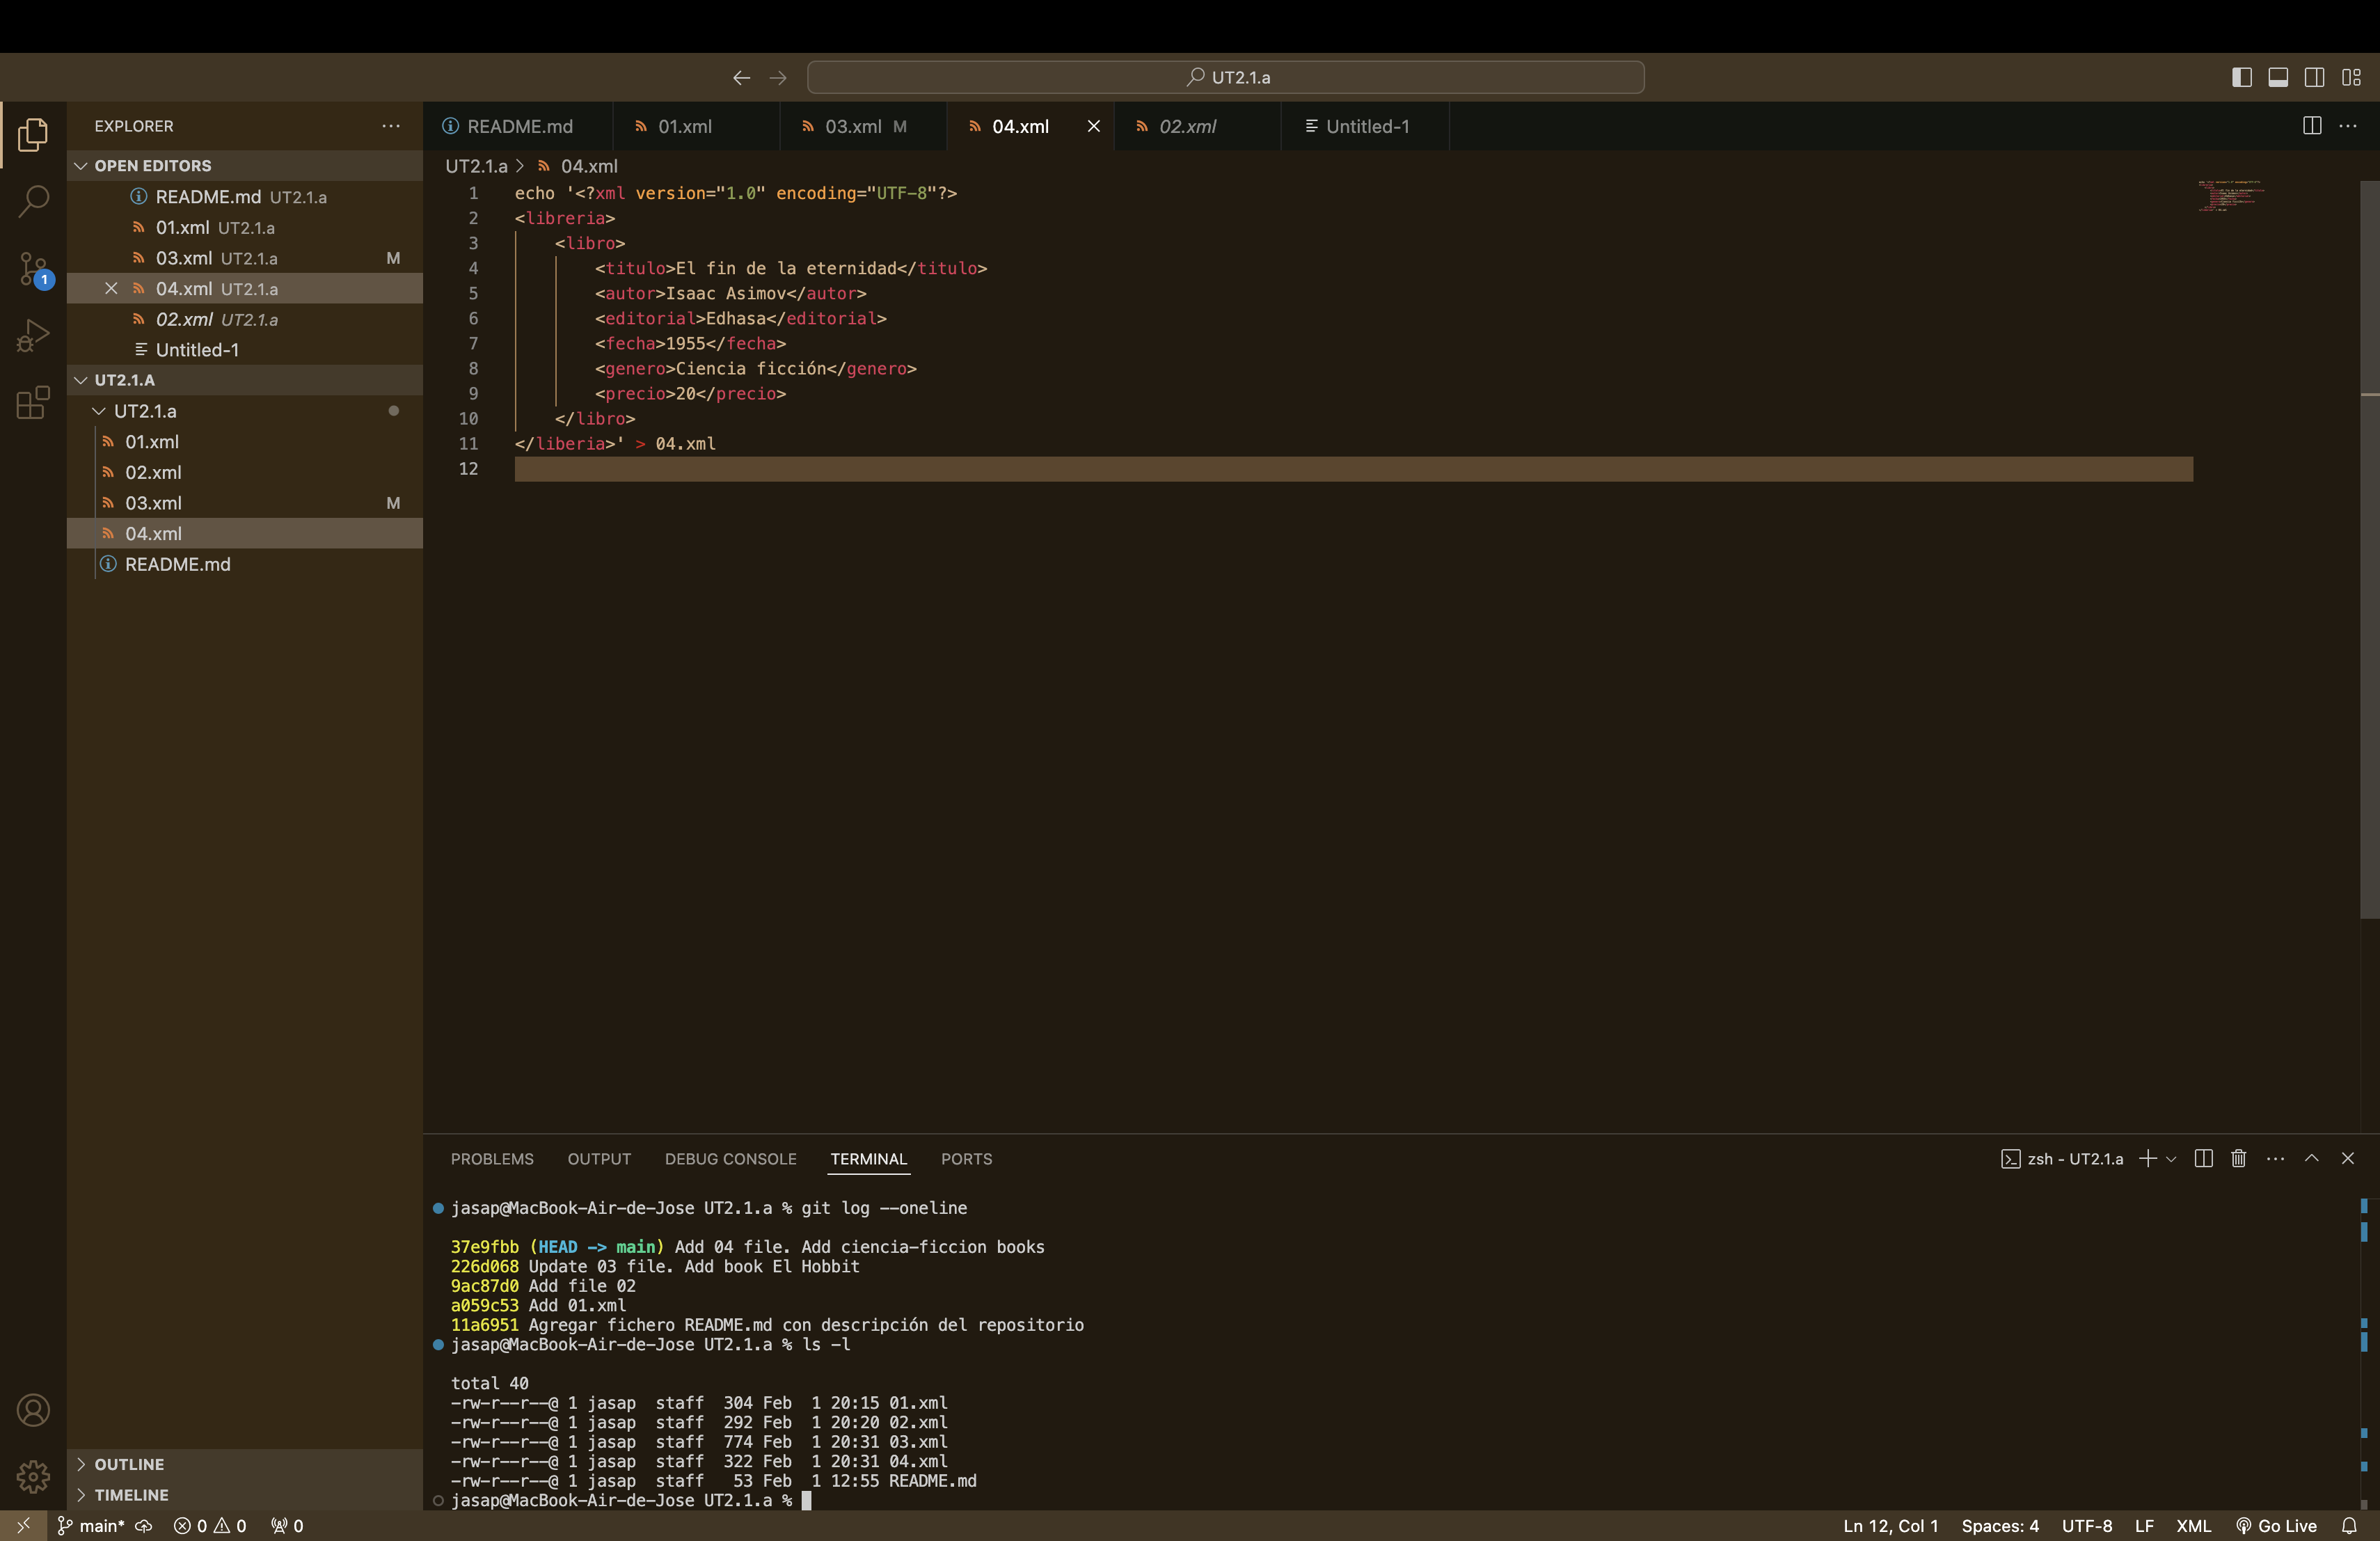 UT2.1.a
EXPLORER
OPEN EDITORS
README.md UT2.1.a
01.xml UT2.1.a
03.xml UT2.1.a M
04.xml UT2.1.a
02.xml UT2.1.a
Untitled-1
UT2.1.A
UT2.1.a
01.xml
02.xml
03.xml M
04.xml
README.md
OUTLINE
TIMELINE
README.md 01.xml 03.xml M 04.xml 02.xml Untitled-1
UT2.1.a > 04.xml
1 echo '<?xml version="1.0" encoding="UTF-8"?>
2 <libreria>
3 <libro>
4 <titulo>El fin de la eternidad</titulo>
5 <autor>Isaac Asimov</autor>
6 <editorial>Edhasa</editorial>
7 <fecha>1955</fecha>
8 <genero>Ciencia ficción</genero>
9 <precio>20</precio>
10 </libro>
11 </liberia>' > 04.xml
12
PROBLEMS OUTPUT DEBUG CONSOLE TERMINAL PORTS zsh - UT2.1.a
jasap@MacBook-Air-de-Jose UT2.1.a % git log --oneline
37e9fbb (HEAD -> main) Add 04 file. Add ciencia-ficcion books
226d068 Update 03 file. Add book El Hobbit
9ac87d0 Add file 02
a059c53 Add 01.xml
11a6951 Agregar fichero README.md con descripción del repositorio
jasap@MacBook-Air-de-Jose UT2.1.a % ls -l
total 40
-rw-r--r--@ 1 jasap staff 304 Feb 1 20:15 01.xml
-rw-r--r--@ 1 jasap staff 292 Feb 1 20:20 02.xml
-rw-r--r--@ 1 jasap staff 774 Feb 1 20:31 03.xml
-rw-r--r--@ 1 jasap staff 322 Feb 1 20:31 04.xml
-rw-r--r--@ 1 jasap staff 53 Feb 1 12:55 README.md
jasap@MacBook-Air-de-Jose UT2.1.a %
1
main* 0 0 0 Ln 12, Col 1 Spaces: 4 UTF-8 LF XML Go Live